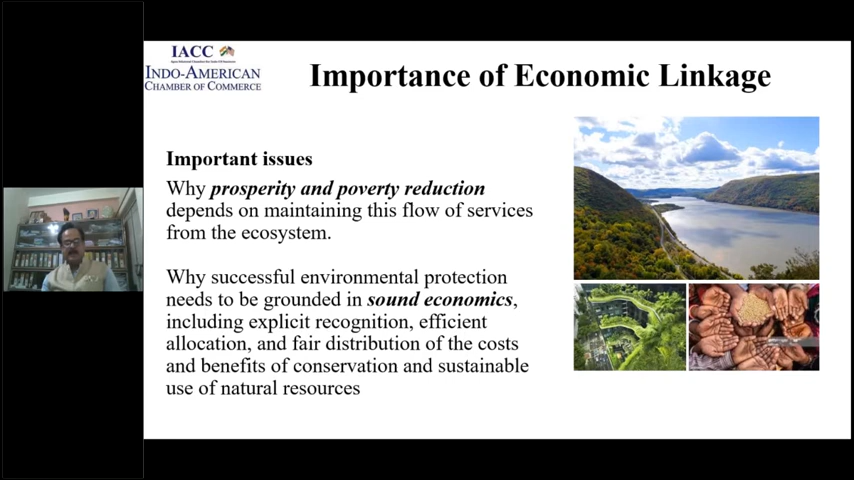 IACC
INDO-AMERICAN
CHAMBER OF COMMERCE
Importance of Economic Linkage
Important issues
Why prosperity and poverty reduction
depends on maintaining this flow of services
from the ecosystem.
Why successful environmental protection
needs to be grounded in sound economics,
including explicit recognition, efficient
allocation, and fair distribution of the costs
and benefits of conservation and sustainable
use of natural resources